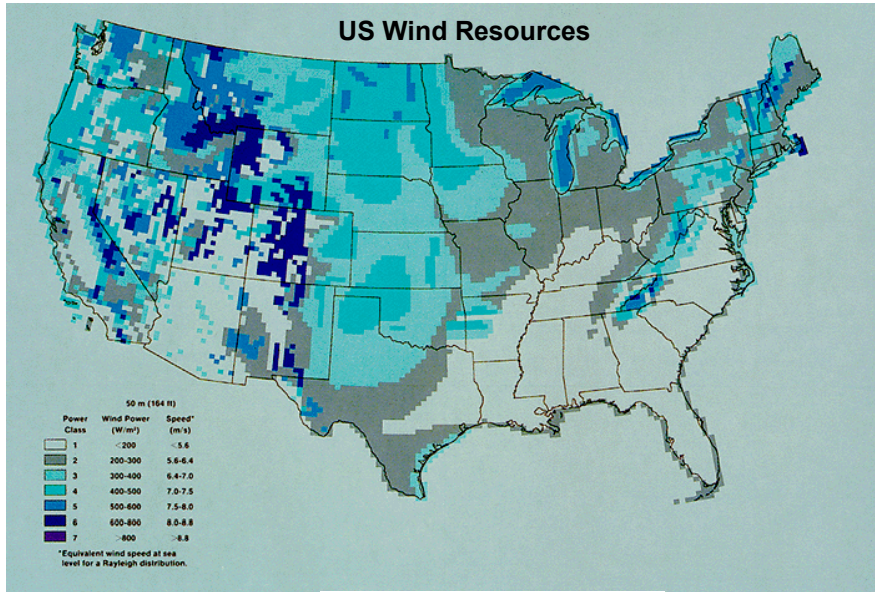 US Wind Resources
50 m (164 ft)
Power Wind Power Speed*
Class (W/m²) (m/s)
1 <200 <5.6
2 200-300 5.6-6.4
3 300-400 6.4-7.0
4 400-500 7.0-7.5
5 500-600 7.5-8.0
6 600-800 8.0-8.8
7 >800 >8.8
*Equivalent wind speed at sea
level for a Rayleigh distribution.